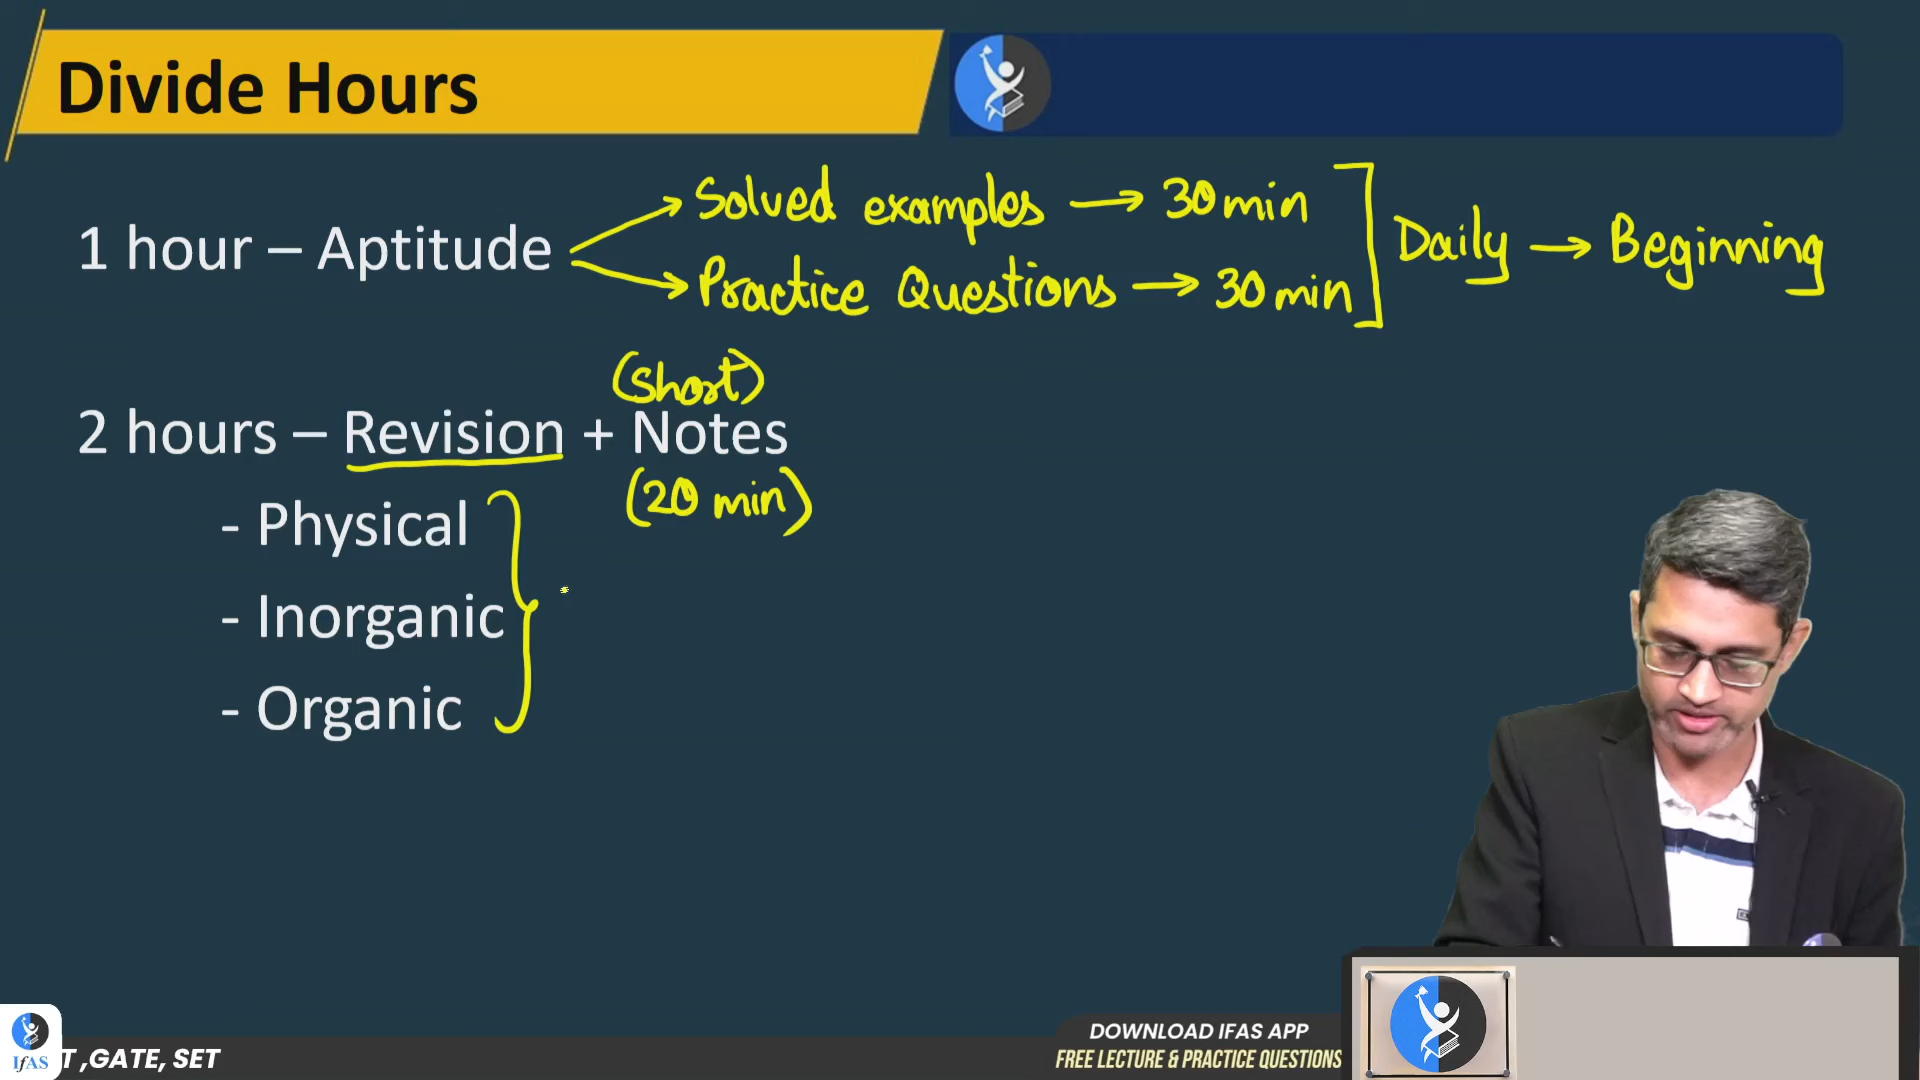 Divide Hours
1 hour – Aptitude
Solved examples → 30 min
Practice Questions → 30 min
Daily → Beginning
(Short)
2 hours – Revision + Notes
(20 min)
- Physical
- Inorganic
- Organic
DOWNLOAD IFAS APP
FREE LECTURE & PRACTICE QUESTIONS
IfAS
T ,GATE, SET